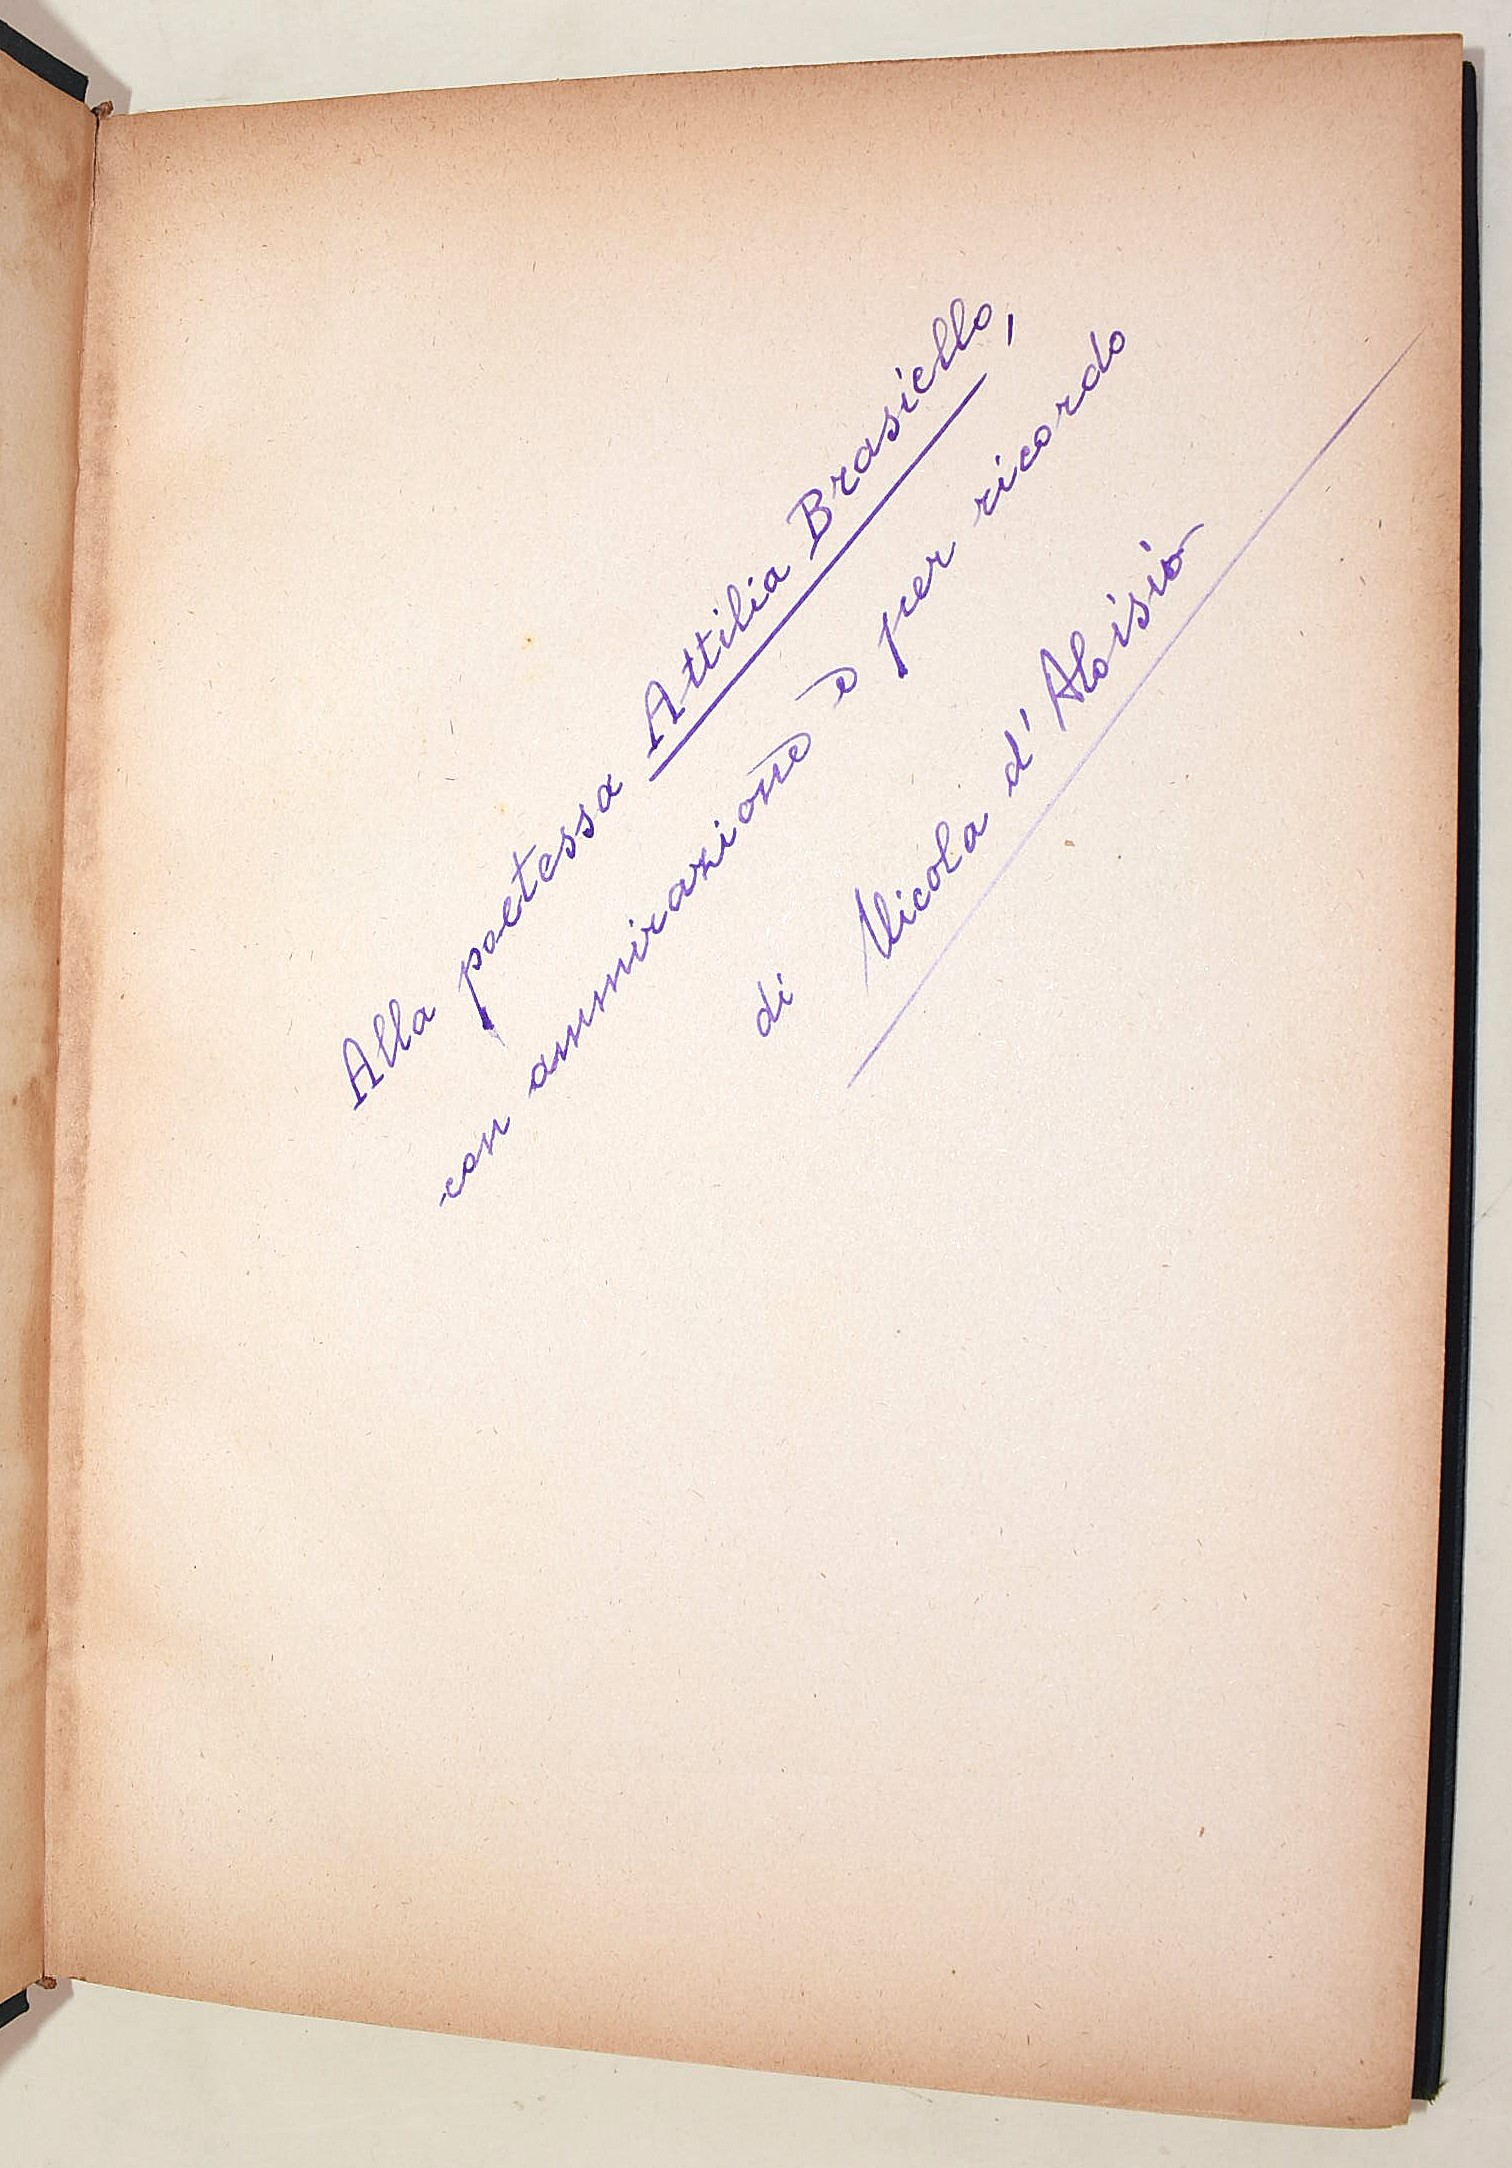 Alla poetessa Attilia Brasiello,
con ammirazione e per ricordo
di Nicola d'Aloisio